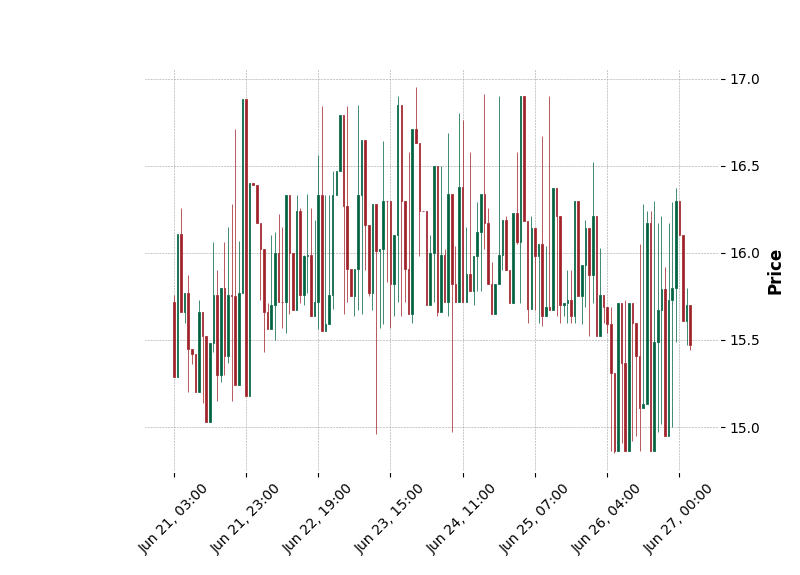 17.0
16.5
16.0
15.5
15.0
Price
Jun 21, 03:00
Jun 21, 23:00
Jun 22, 19:00
Jun 23, 15:00
Jun 24, 11:00
Jun 25, 07:00
Jun 26, 04:00
Jun 27, 00:00